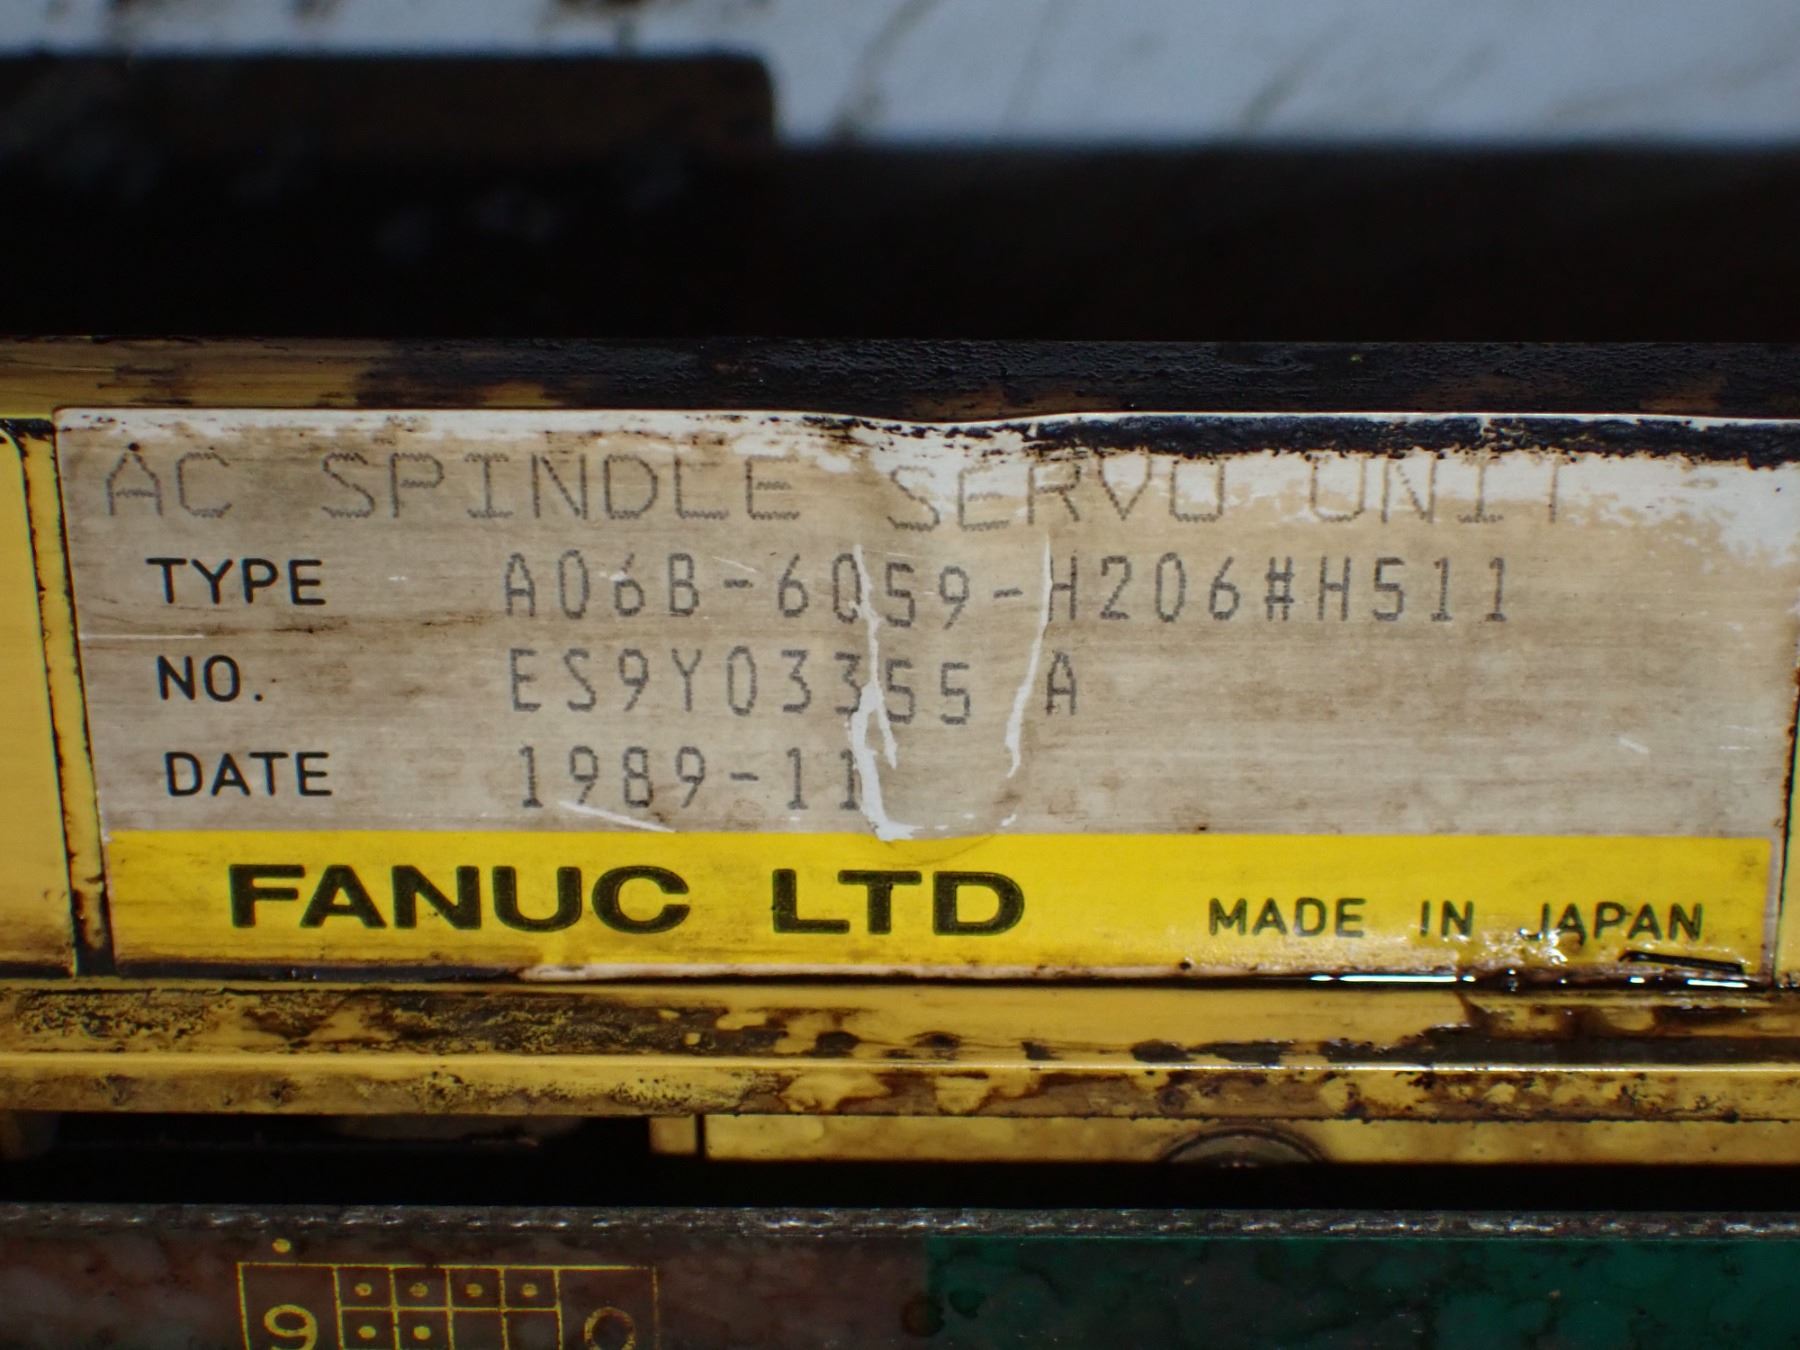 AC SPINDLE SERVO UNIT
TYPE A06B-6059-H206#H511
NO. ES9Y03355 A
DATE 1989-11
FANUC LTD MADE IN JAPAN
9